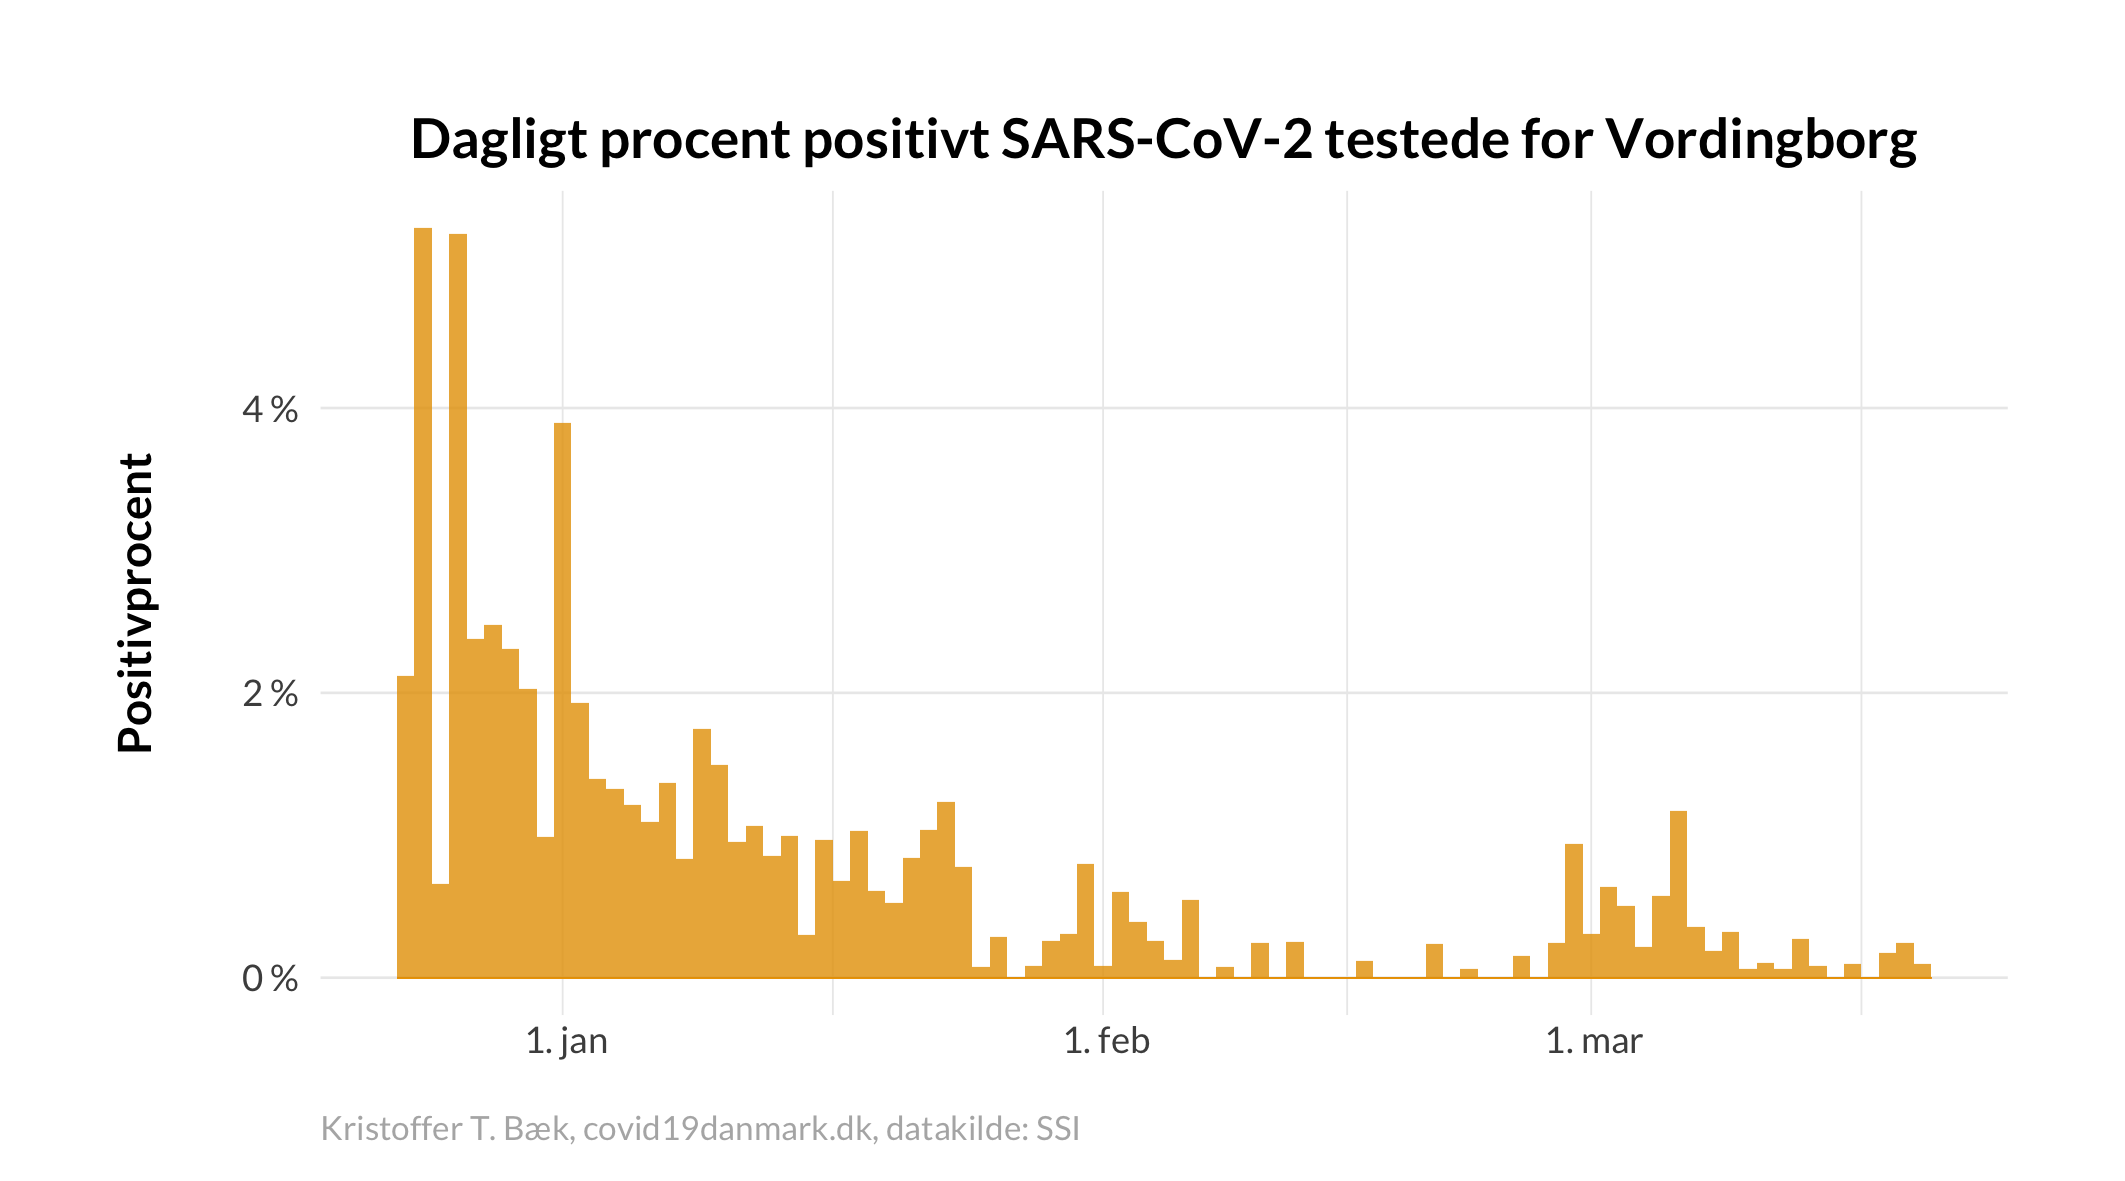 Dagligt procent positivt SARS-CoV-2 testede for Vordingborg
Positivprocent
4 %
2 %
0 %
1. jan
1. feb
1. mar
Kristoffer T. Bæk, covid19danmark.dk, datakilde: SSI